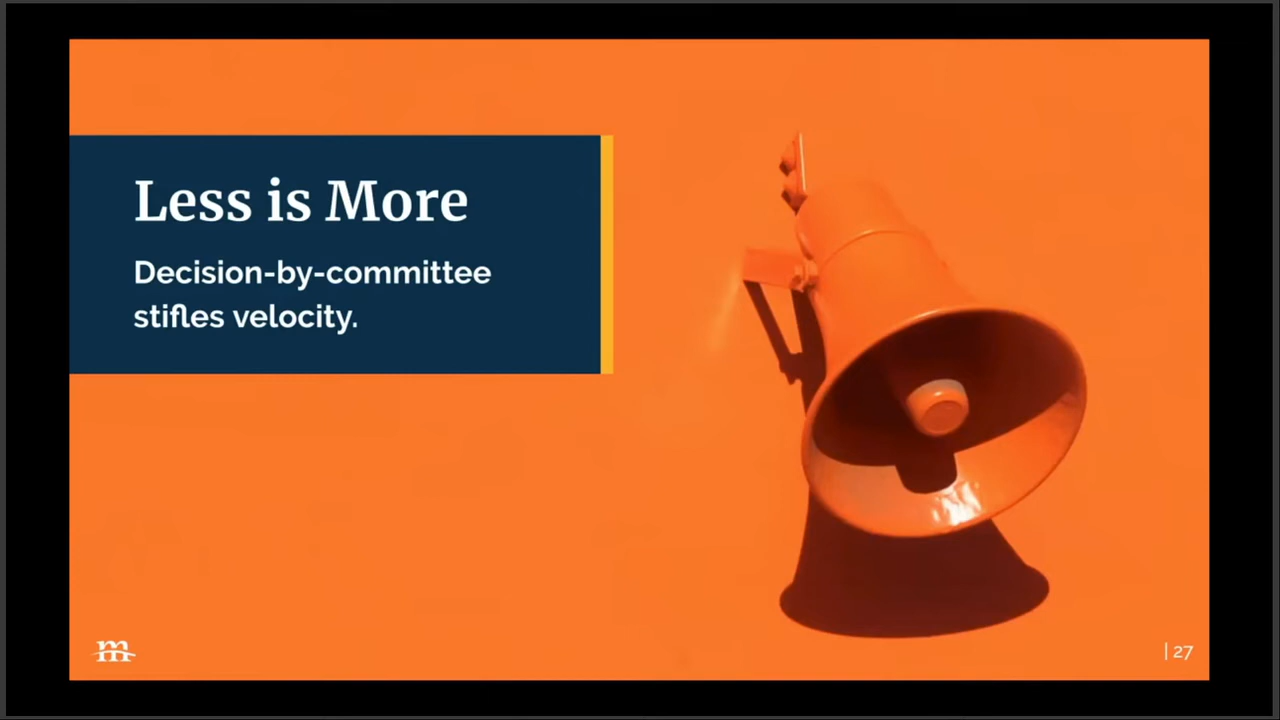 Less is More
Decision-by-committee
stifles velocity.
m
| 27